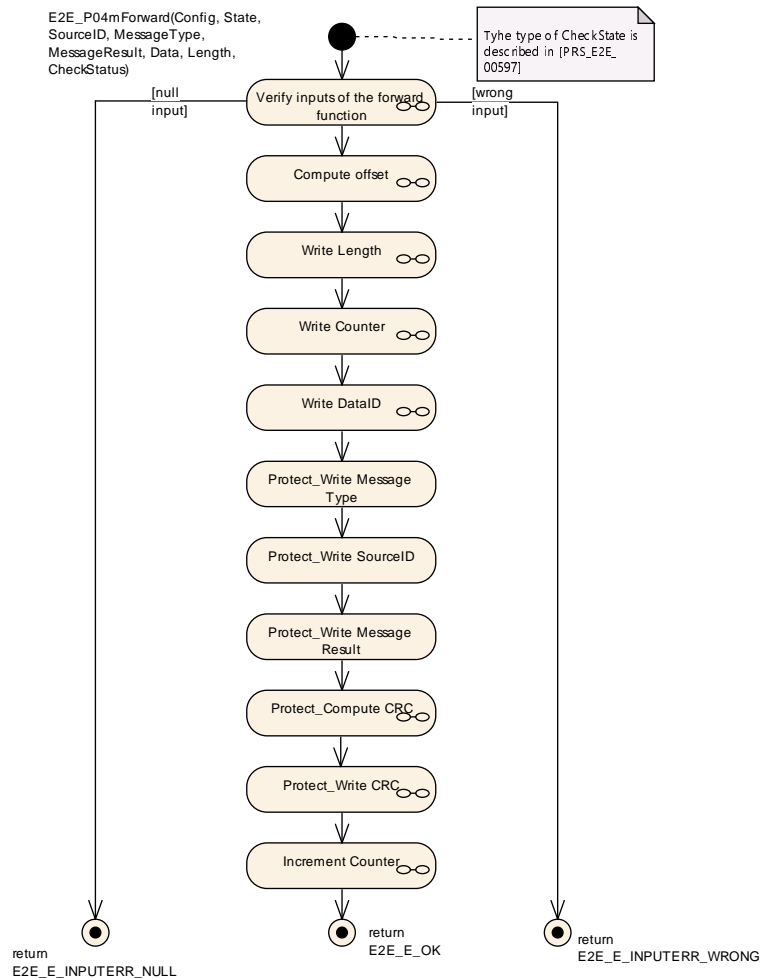 E2E_P04mForward(Config, State,
SourceID, MessageType,
MessageResult, Data, Length,
CheckStatus)
Tyhe type of CheckState is
described in [PRS_E2E_
00597]
[null
input]
Verify inputs of the forward
function
[wrong
input]
Compute offset
Write Length
Write Counter
Write DataID
Protect_Write Message
Type
Protect_Write SourceID
Protect_Write Message
Result
Protect_Compute CRC
Protect_Write CRC
Increment Counter
return
E2E_E_INPUTERR_NULL
return
E2E_E_OK
return
E2E_E_INPUTERR_WRONG